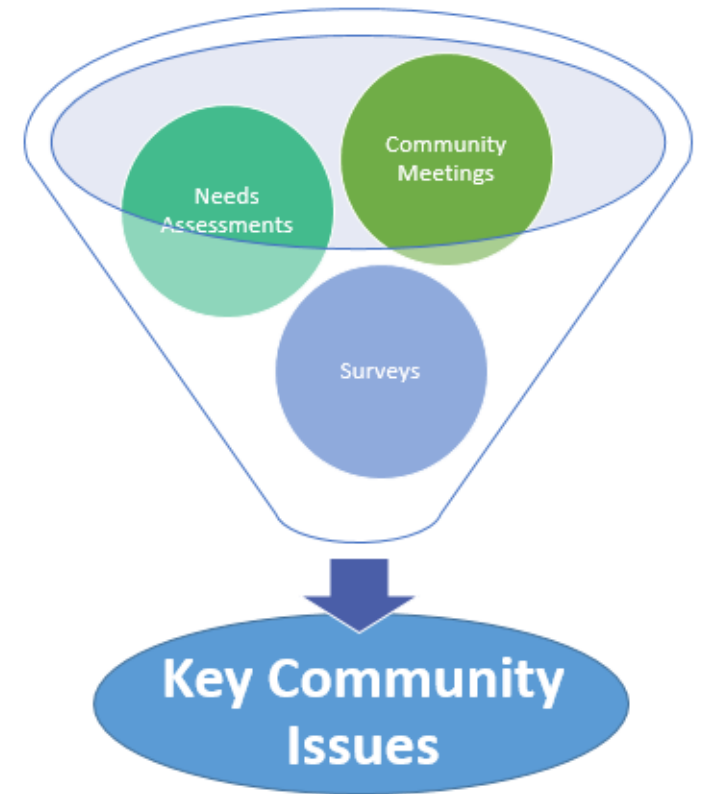 Community
Meetings
Needs
Assessments
Surveys
Key Community
Issues